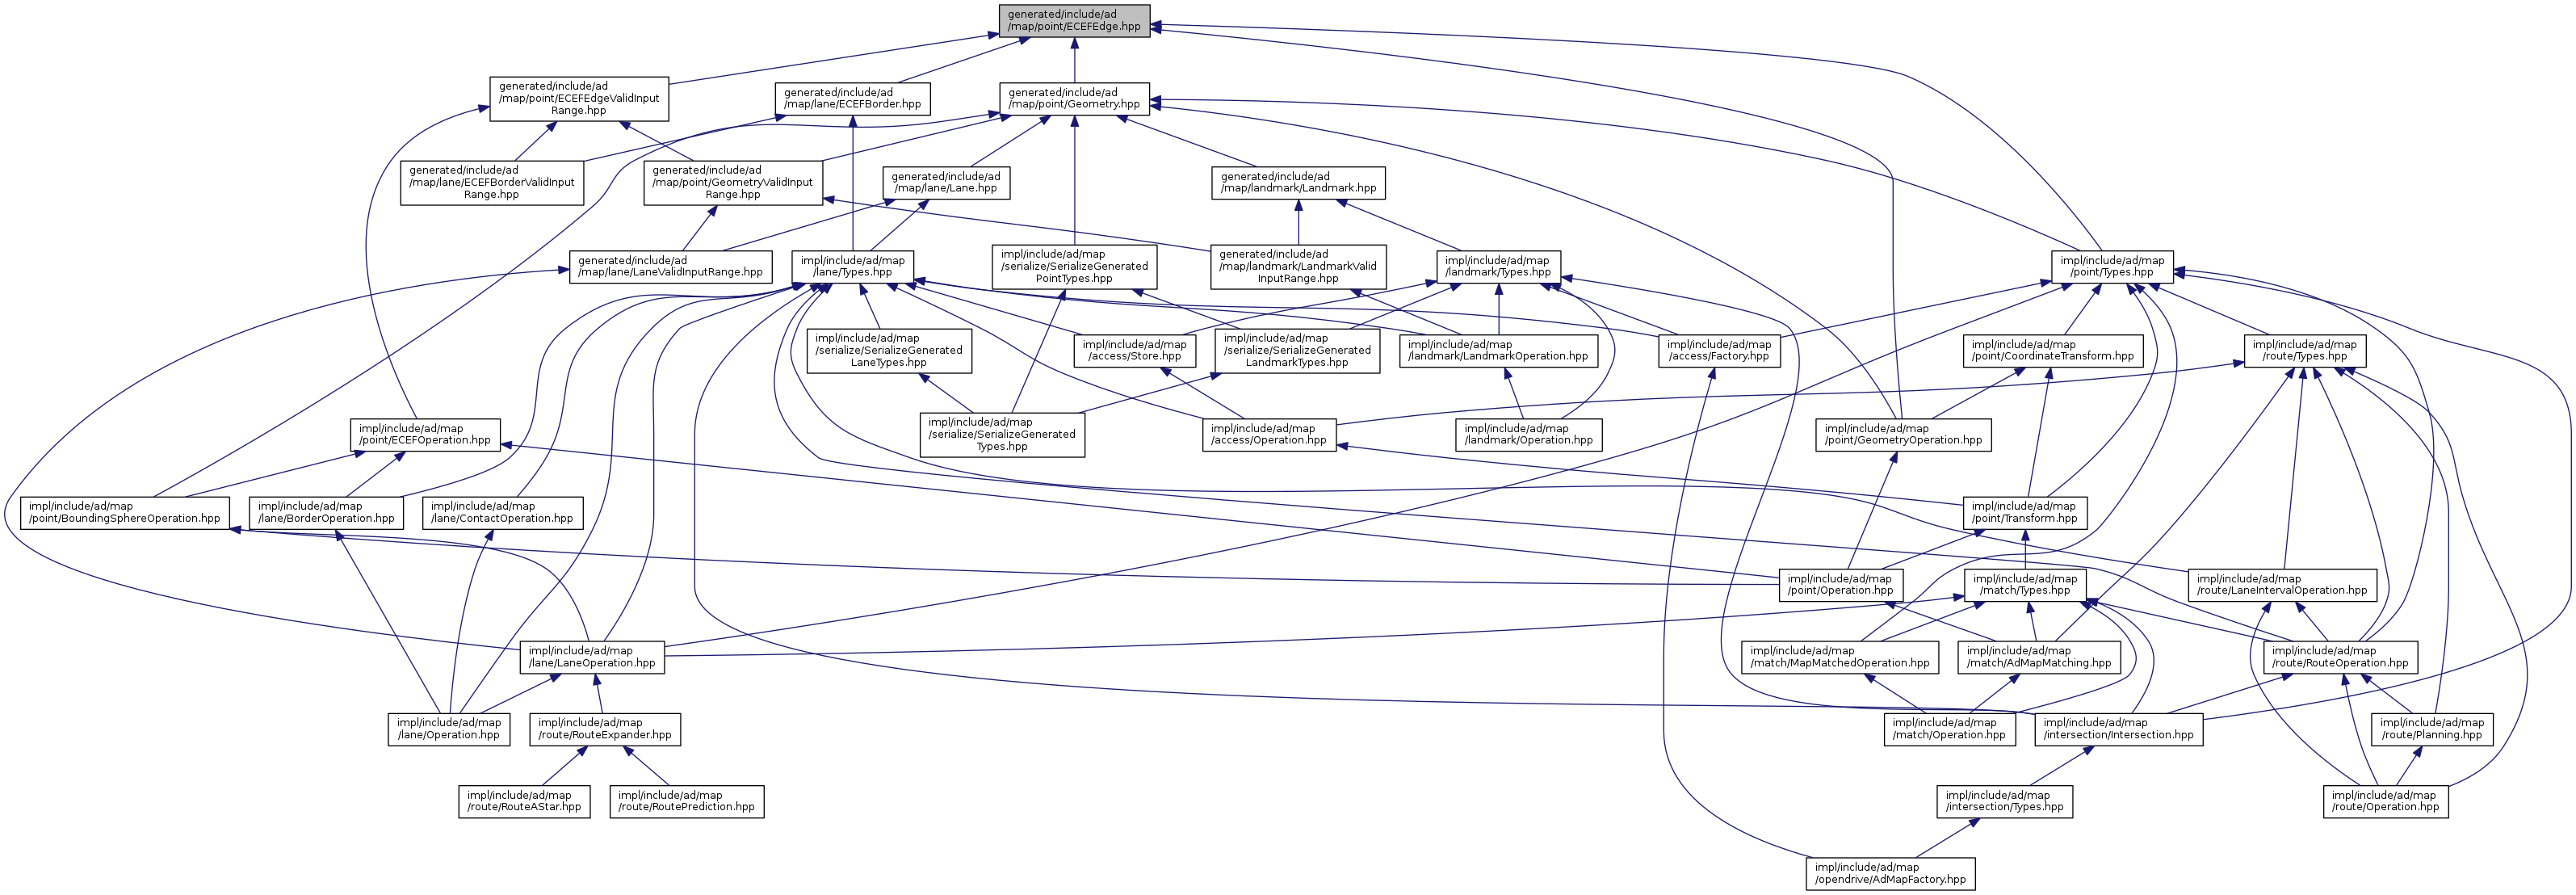 generated/include/ad
/map/point/ECEFEdge.hpp
generated/include/ad
/map/point/ECEFEdgeValidInput
Range.hpp
generated/include/ad
/map/lane/ECEFBorder.hpp
generated/include/ad
/map/point/Geometry.hpp
generated/include/ad
/map/lane/ECEFBorderValidInput
Range.hpp
generated/include/ad
/map/point/GeometryValidInput
Range.hpp
generated/include/ad
/map/lane/Lane.hpp
generated/include/ad
/map/landmark/Landmark.hpp
generated/include/ad
/map/lane/LaneValidInputRange.hpp
impl/include/ad/map
/lane/Types.hpp
impl/include/ad/map
/serialize/SerializeGenerated
PointTypes.hpp
generated/include/ad
/map/landmark/LandmarkValid
InputRange.hpp
impl/include/ad/map
/landmark/Types.hpp
impl/include/ad/map
/point/Types.hpp
impl/include/ad/map
/serialize/SerializeGenerated
LaneTypes.hpp
impl/include/ad/map
/access/Store.hpp
impl/include/ad/map
/serialize/SerializeGenerated
LandmarkTypes.hpp
impl/include/ad/map
/landmark/LandmarkOperation.hpp
impl/include/ad/map
/access/Factory.hpp
impl/include/ad/map
/point/CoordinateTransform.hpp
impl/include/ad/map
/route/Types.hpp
impl/include/ad/map
/point/ECEFOperation.hpp
impl/include/ad/map
/serialize/SerializeGenerated
Types.hpp
impl/include/ad/map
/access/Operation.hpp
impl/include/ad/map
/landmark/Operation.hpp
impl/include/ad/map
/point/GeometryOperation.hpp
impl/include/ad/map
/point/BoundingSphereOperation.hpp
impl/include/ad/map
/lane/BorderOperation.hpp
impl/include/ad/map
/lane/ContactOperation.hpp
impl/include/ad/map
/point/Transform.hpp
impl/include/ad/map
/point/Operation.hpp
impl/include/ad/map
/match/Types.hpp
impl/include/ad/map
/route/LaneIntervalOperation.hpp
impl/include/ad/map
/lane/LaneOperation.hpp
impl/include/ad/map
/match/MapMatchedOperation.hpp
impl/include/ad/map
/match/AdMapMatching.hpp
impl/include/ad/map
/route/RouteOperation.hpp
impl/include/ad/map
/lane/Operation.hpp
impl/include/ad/map
/route/RouteExpander.hpp
impl/include/ad/map
/match/Operation.hpp
impl/include/ad/map
/intersection/Intersection.hpp
impl/include/ad/map
/route/Planning.hpp
impl/include/ad/map
/route/RouteAStar.hpp
impl/include/ad/map
/route/RoutePrediction.hpp
impl/include/ad/map
/intersection/Types.hpp
impl/include/ad/map
/route/Operation.hpp
impl/include/ad/map
/opendrive/AdMapFactory.hpp